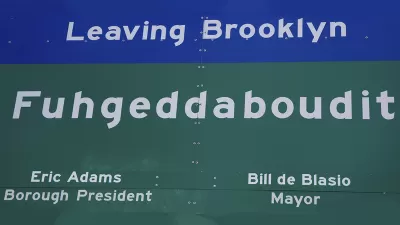 Leaving Brooklyn
Fuhgeddaboudit
Eric Adams
Borough President
Bill de Blasio
Mayor